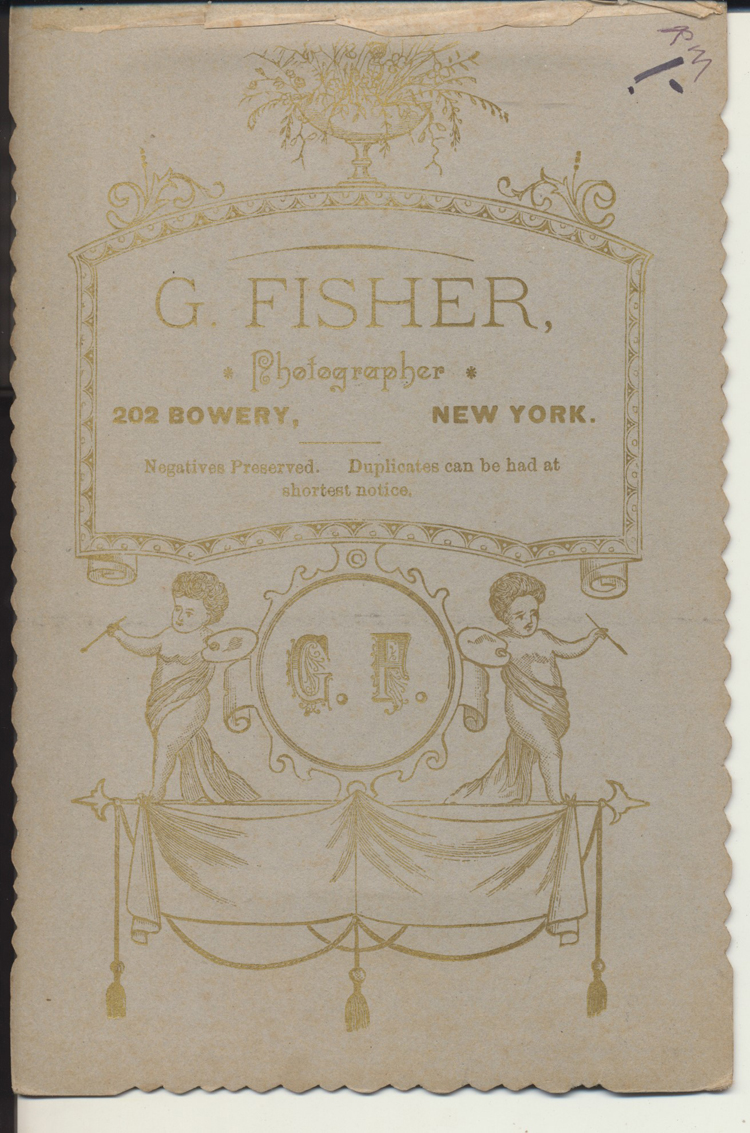 G. FISHER,
* Photographer *
202 BOWERY, NEW YORK.
Negatives Preserved. Duplicates can be had at
shortest notice.
©
G. F.